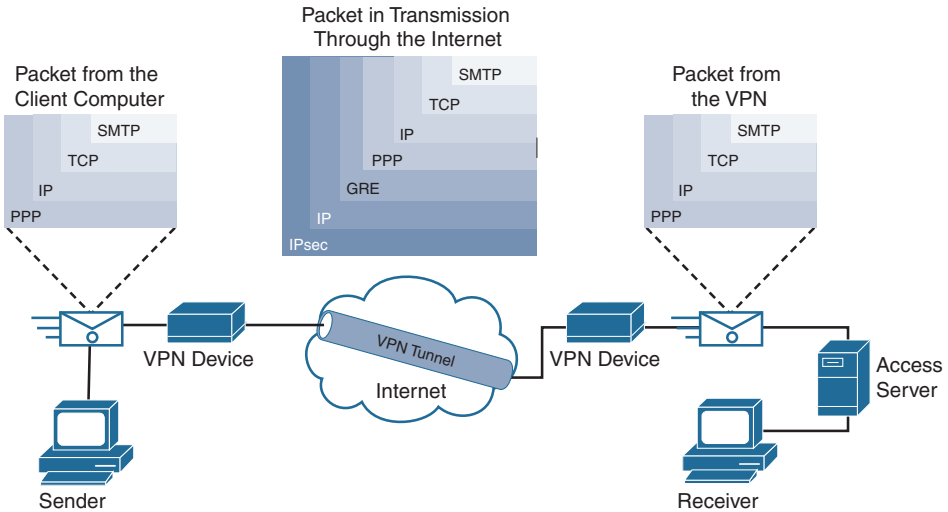 Packet in Transmission
Through the Internet
Packet from the
Client Computer
SMTP
TCP
IP
PPP
SMTP
TCP
IP
PPP
GRE
IP
IPsec
Packet from
the VPN
SMTP
TCP
IP
PPP
VPN Device
VPN Tunnel
Internet
VPN Device
Access
Server
Sender
Receiver